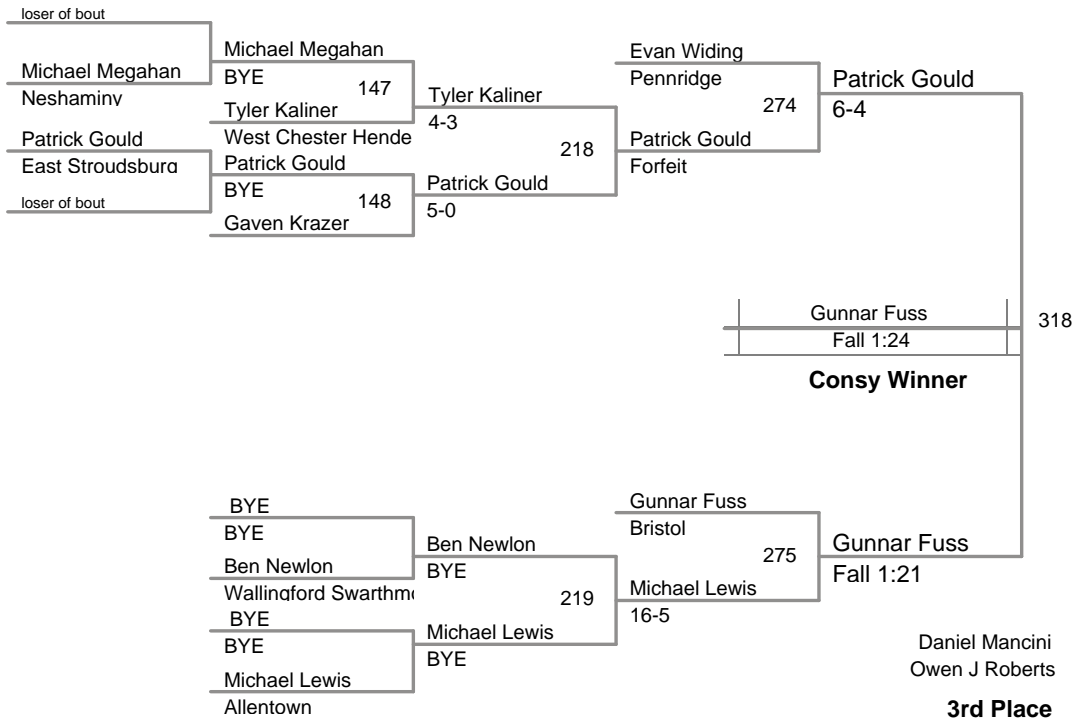 loser of bout
Michael Megahan
Neshaminy
Patrick Gould
East Stroudsburg
loser of bout
Michael Megahan
BYE
147
Tyler Kaliner
West Chester Hende
Patrick Gould
BYE
148
Gaven Krazer
Tyler Kaliner
4-3
218
Patrick Gould
5-0
Evan Widing
Pennridge
274
Patrick Gould
Forfeit
Patrick Gould
6-4
Gunnar Fuss
318
Fall 1:24
Consy Winner
BYE
BYE
Ben Newlon
Wallingford Swarthmo
BYE
BYE
Michael Lewis
Allentown
Ben Newlon
BYE
219
Michael Lewis
BYE
Gunnar Fuss
Bristol
275
Michael Lewis
16-5
Gunnar Fuss
Fall 1:21
Daniel Mancini
Owen J Roberts
3rd Place